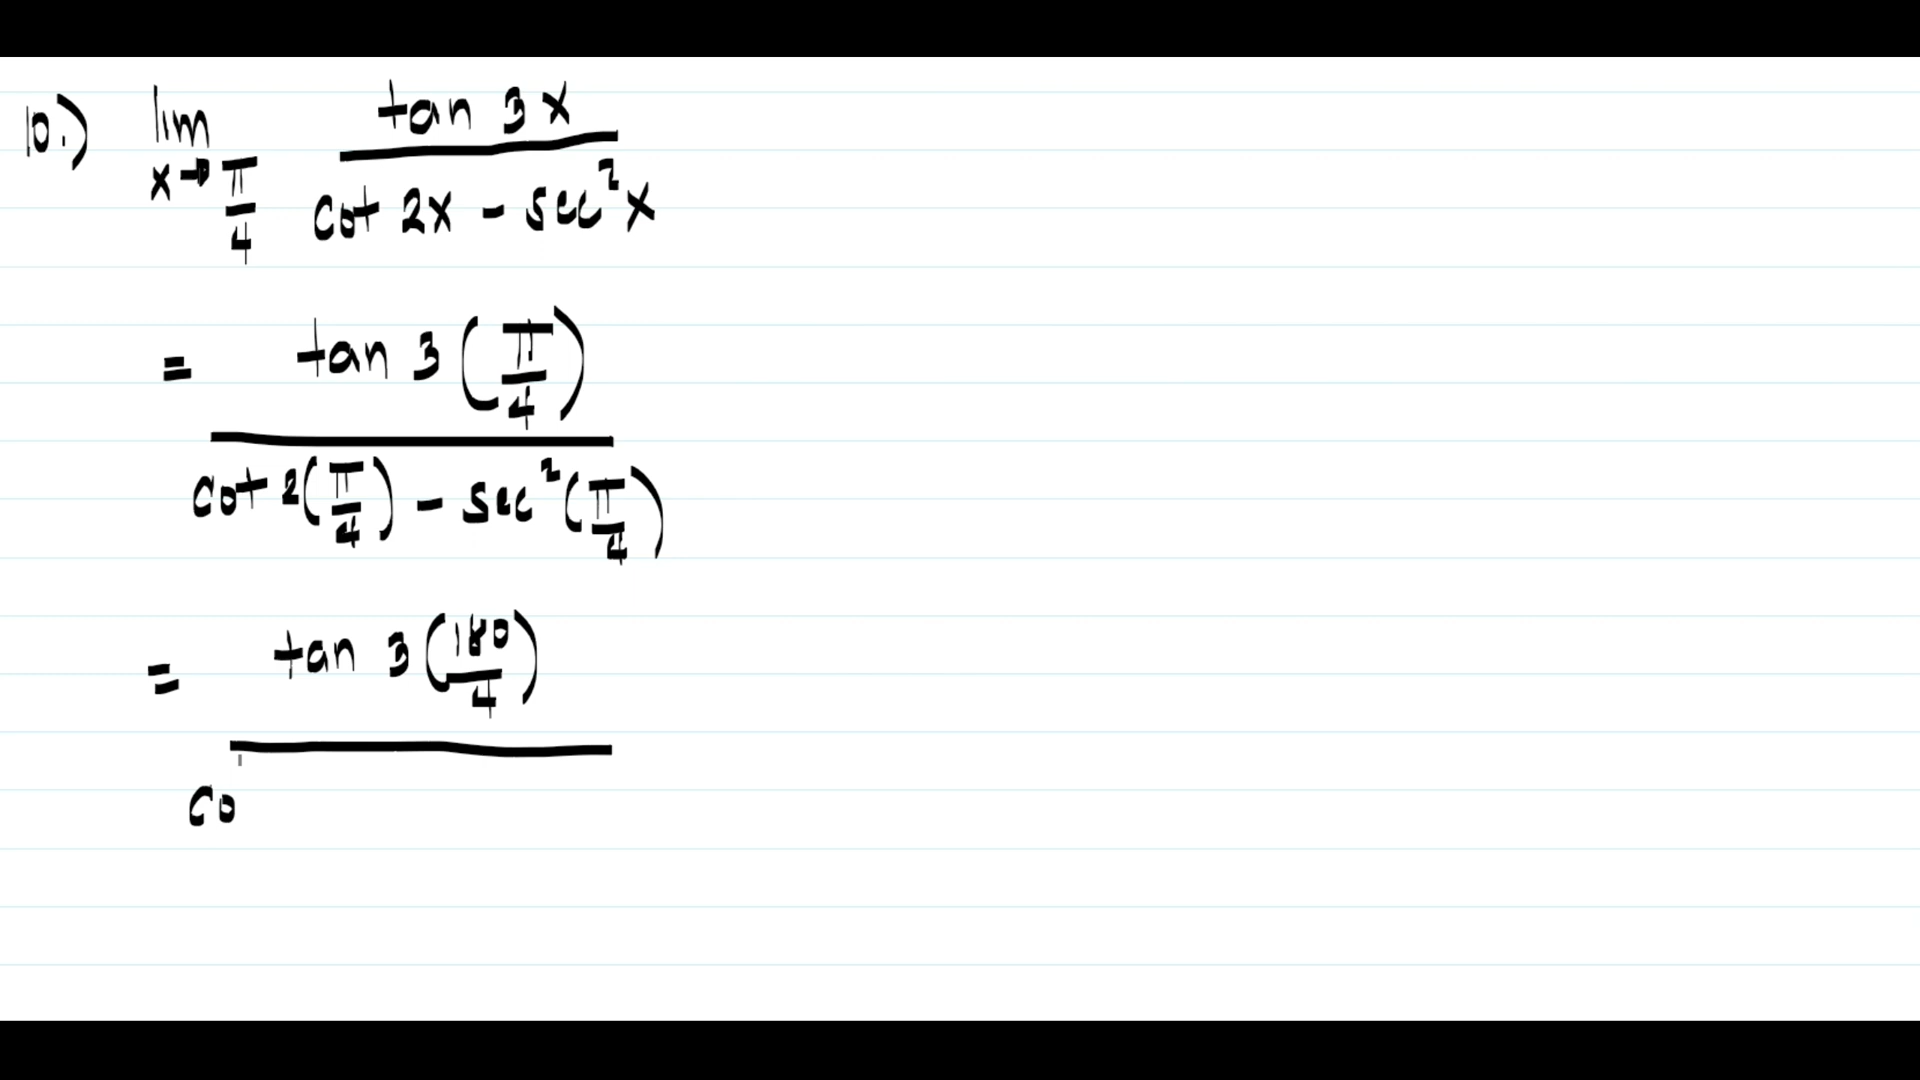 10.) lim x→π/4 tan 3x / cot 2x - sec²x
= tan 3(π/4) / cot 2(π/4) - sec²(π/4)
= tan 3(180/4) / co